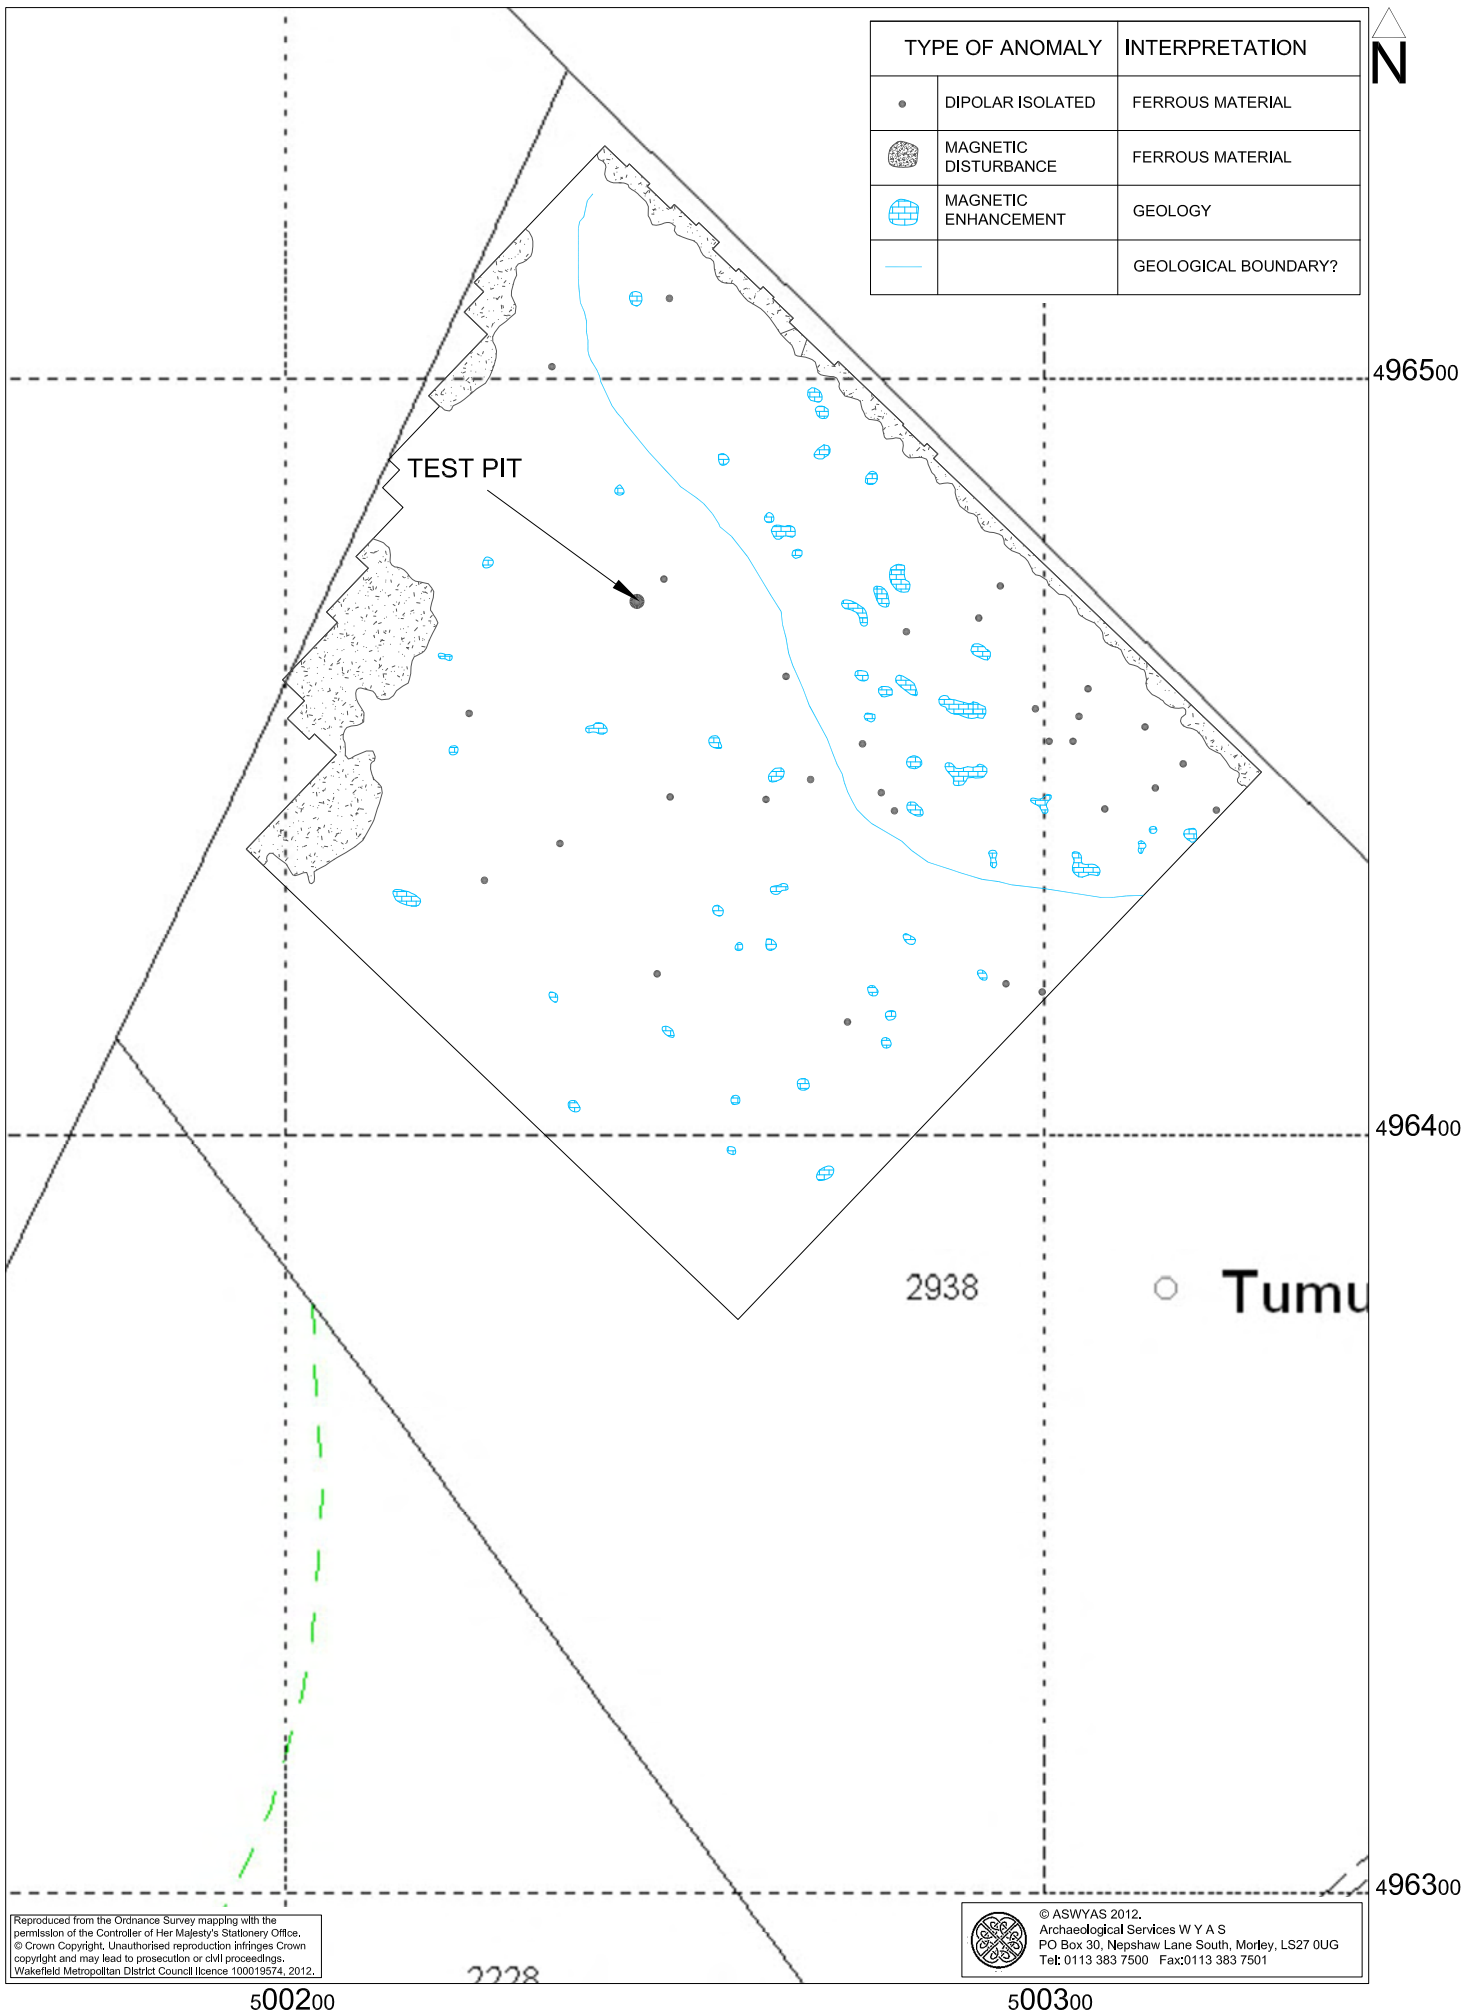 TYPE OF ANOMALY INTERPRETATION
N
DIPOLAR ISOLATED FERROUS MATERIAL
MAGNETIC
DISTURBANCE
FERROUS MATERIAL
MAGNETIC
ENHANCEMENT
GEOLOGY
GEOLOGICAL BOUNDARY?
496500
TEST PIT
496400
2938
Tumu
496300
Reproduced from the Ordnance Survey mapping with the
permission of the Controller of Her Majesty's Stationery Office.
© Crown Copyright. Unauthorised reproduction infringes Crown
copyright and may lead to prosecution or civil proceedings.
Wakefield Metropolitan District Council licence 100019574, 2012.
2228
© ASWYAS 2012.
Archaeological Services W Y A S
PO Box 30, Nepshaw Lane South, Morley, LS27 0UG
Tel: 0113 383 7500 Fax:0113 383 7501
500200
500300